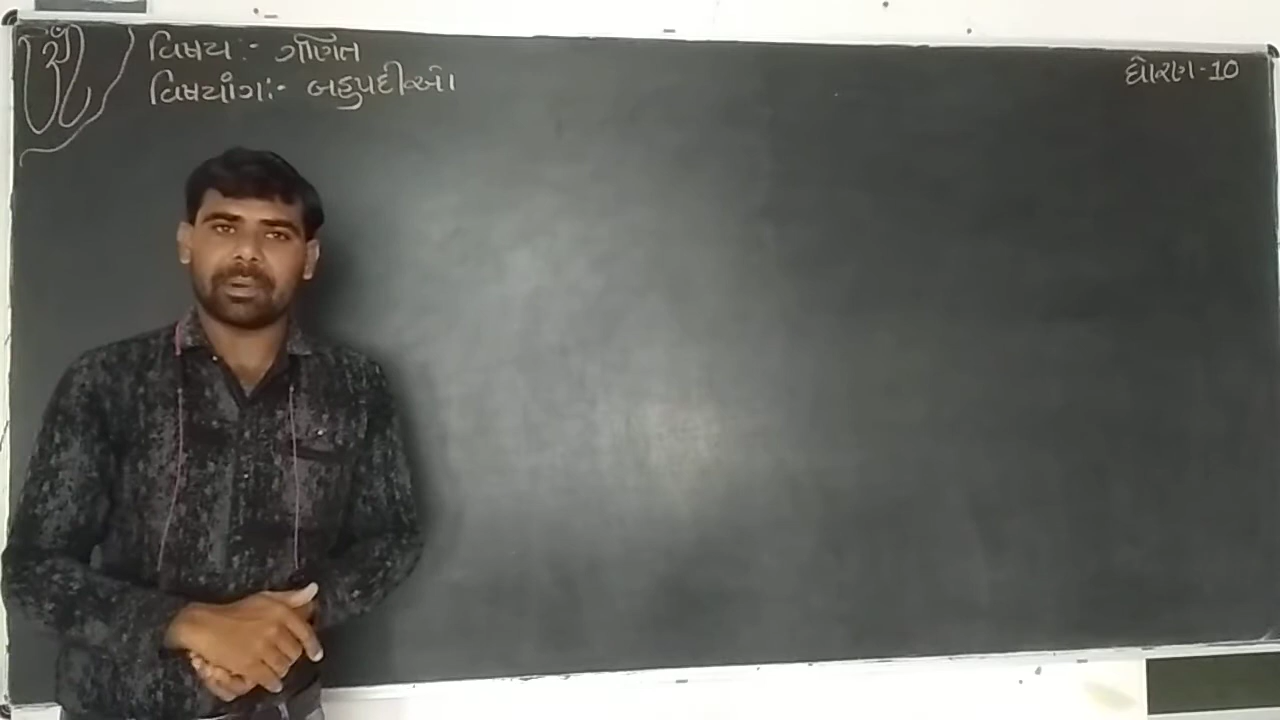 વિષય :- ગણિત
વિષયાંગ :- બહુપદીઓ
ધોરણ - 10